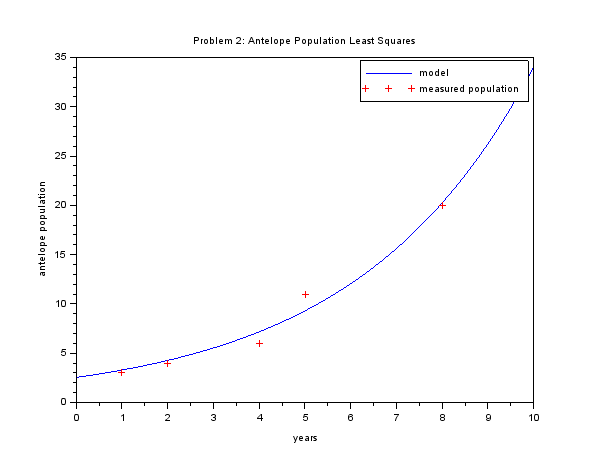 Problem 2: Antelope Population Least Squares
model
measured population
35
30
25
20
15
10
5
0
antelope population
0 1 2 3 4 5 6 7 8 9 10
years